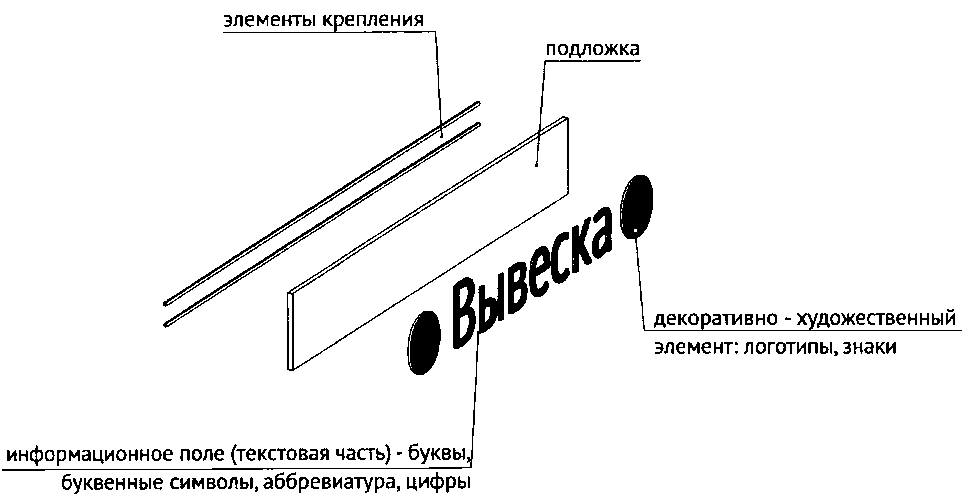 элементы крепления
подложка
Вывеска
декоративно - художественный
элемент: логотипы, знаки
информационное поле (текстовая часть) - буквы,
буквенные символы, аббревиатура, цифры